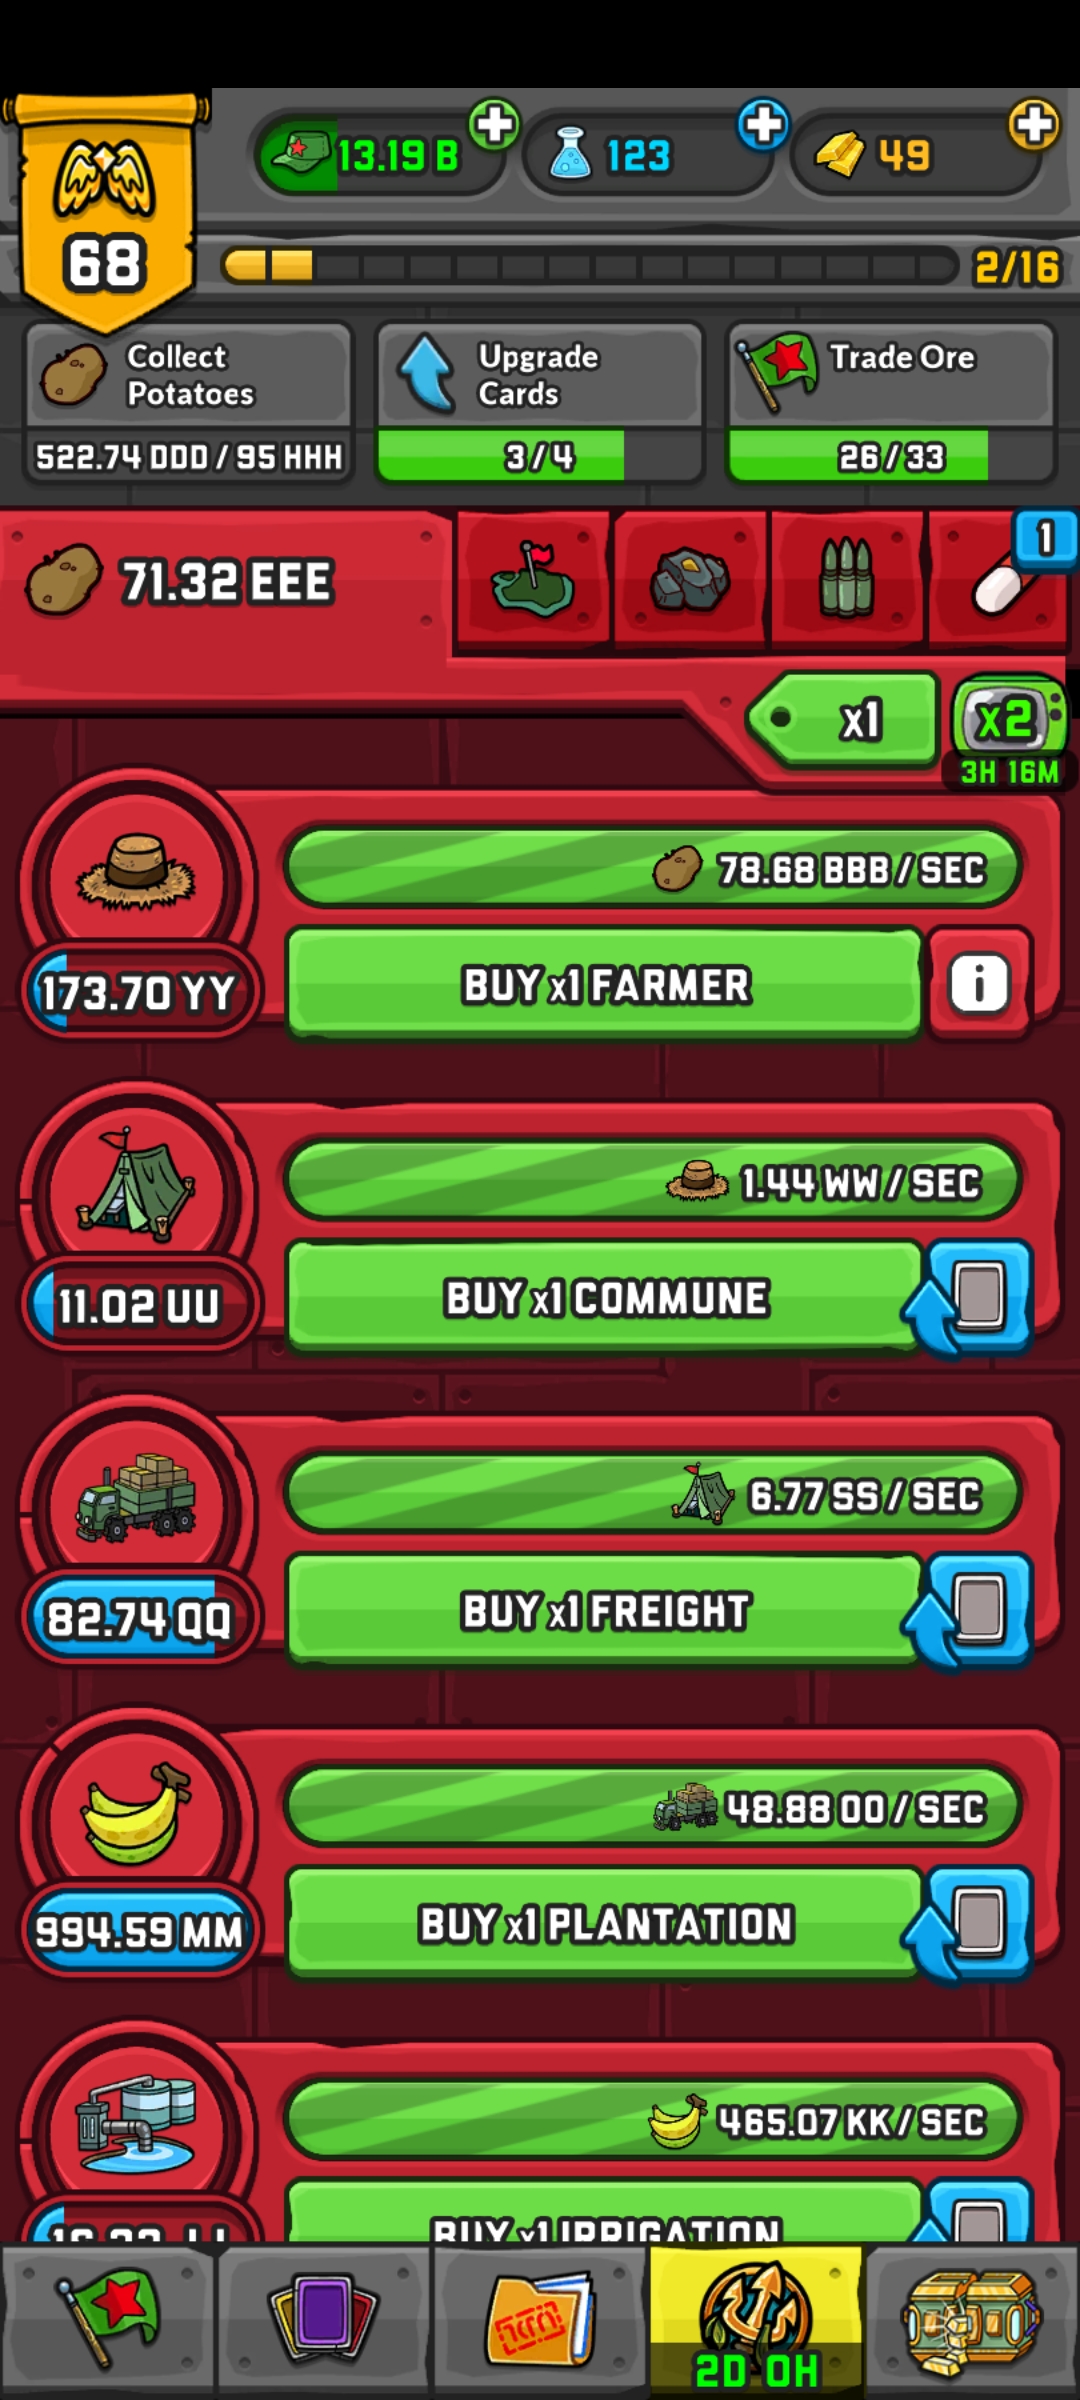 13.19 B
123
49
68
2/16
Collect
Potatoes
Upgrade
Cards
Trade Ore
522.74 DDD / 95 HHH
3/4
26/33
71.32 EEE
1
x1
x2
3H 16M
78.68 BBB / SEC
173.70 YY
BUY x1 FARMER
i
1.44 WW / SEC
11.02 UU
BUY x1 COMMUNE
6.77 SS / SEC
82.74 QQ
BUY x1 FREIGHT
48.88 OO / SEC
994.59 MM
BUY x1 PLANTATION
465.07 KK / SEC
BUY x1 IRRIGATION
2D 0H